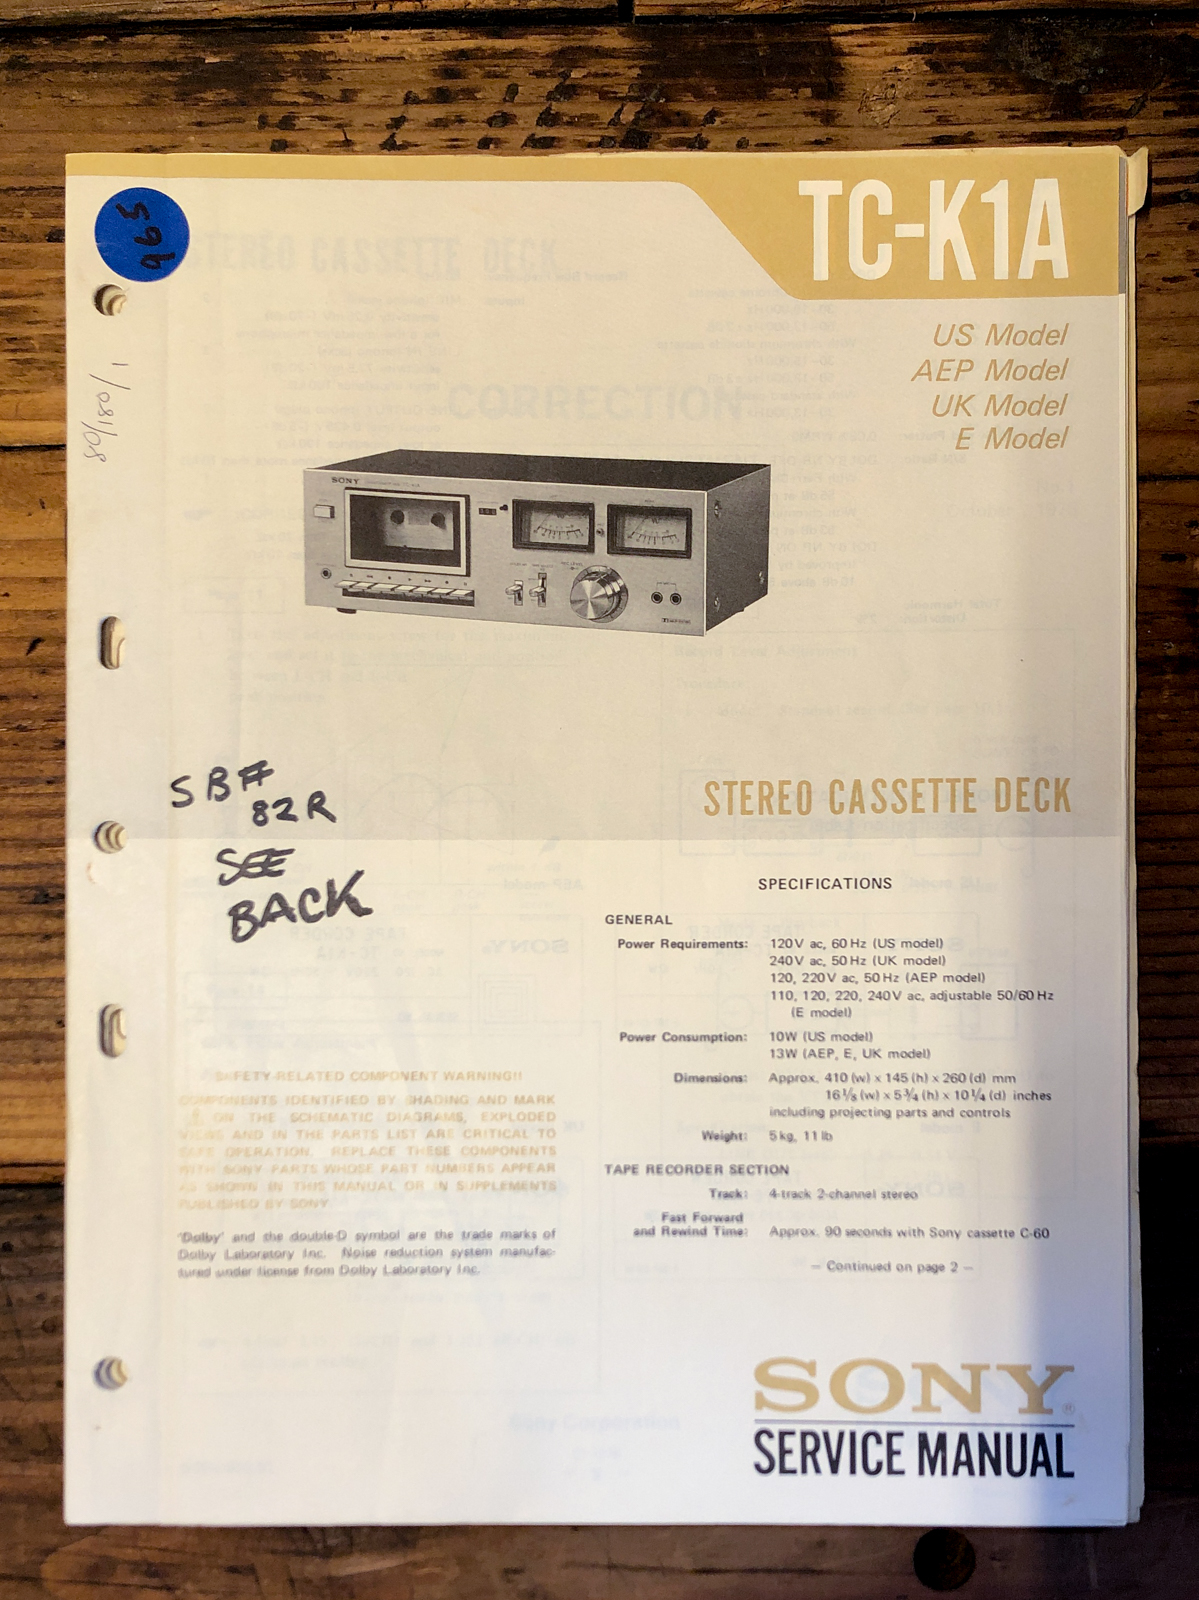 TC-K1A
965
US Model
AEP Model
UK Model
E Model
80/180/1
SONY
SB#
82R
SEE
BACK
STEREO CASSETTE DECK
SPECIFICATIONS
GENERAL
Power Requirements: 120V ac, 60 Hz (US model)
240V ac, 50 Hz (UK model)
120, 220V ac, 50 Hz (AEP model)
110, 120, 220, 240V ac, adjustable 50/60 Hz
(E model)
Power Consumption: 10W (US model)
13W (AEP, E, UK model)
Dimensions: Approx. 410 (w) x 145 (h) x 260 (d) mm
16 1/8 (w) x 5 3/4 (h) x 10 1/4 (d) inches
including projecting parts and controls
Weight: 5 kg, 11 lb
TAPE RECORDER SECTION
Track: 4-track 2-channel stereo
Fast Forward
and Rewind Time: Approx. 90 seconds with Sony cassette C-60
— Continued on page 2 —
SAFETY-RELATED COMPONENT WARNING!!
COMPONENTS IDENTIFIED BY SHADING AND MARK
⚠ ON THE SCHEMATIC DIAGRAMS, EXPLODED
VIEWS AND IN THE PARTS LIST ARE CRITICAL TO
SAFE OPERATION. REPLACE THESE COMPONENTS
WITH SONY PARTS WHOSE PART NUMBERS APPEAR
AS SHOWN IN THIS MANUAL OR IN SUPPLEMENTS
PUBLISHED BY SONY.
'Dolby' and the double-D symbol are the trade marks of
Dolby Laboratory Inc. Noise reduction system manufac-
tured under license from Dolby Laboratory Inc.
SONY®
SERVICE MANUAL